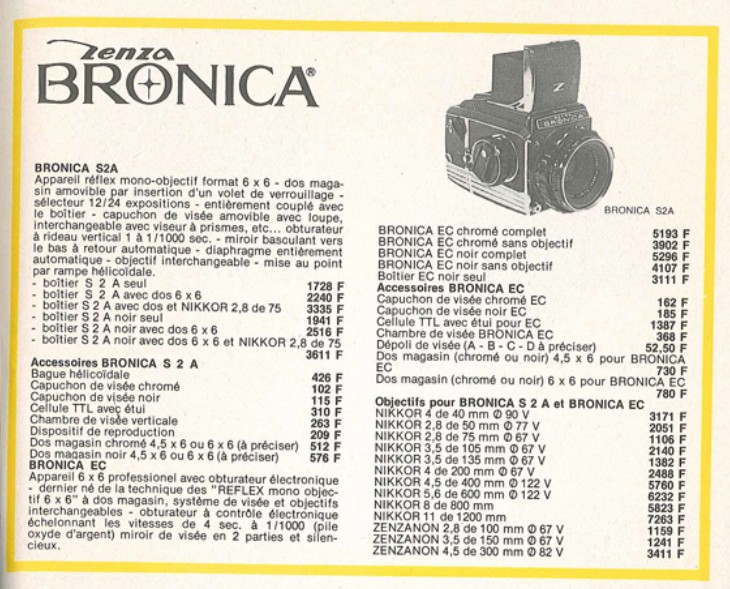 Zenza
BRONICA®
BRONICA S2A
Appareil réflex mono-objectif format 6 x 6 - dos maga-
sin amovible par insertion d'un volet de verrouillage -
sélecteur 12/24 expositions - entièrement couplé avec
le boîtier - capuchon de visée amovible avec loupe,
interchangeable avec viseur à prismes, etc... obturateur
à rideau vertical 1 à 1/1000 sec. - miroir basculant vers
le bas à retour automatique - diaphragme entièrement
automatique - objectif interchangeable - mise au point
par rampe hélicoïdale.
- boîtier S 2 A seul 1728 F
- boîtier S 2 A avec dos 6 x 6 2240 F
- boîtier S 2 A avec dos et NIKKOR 2,8 de 75 3335 F
- boîtier S 2 A noir seul 1941 F
- boîtier S 2 A noir avec dos 6 x 6 2516 F
- boîtier S 2 A noir avec dos 6 x 6 et NIKKOR 2,8 de 75
3611 F
Accessoires BRONICA S 2 A
Bague hélicoïdale 426 F
Capuchon de visée chromé 102 F
Capuchon de visée noir 115 F
Cellule TTL avec étui 310 F
Chambre de visée verticale 263 F
Dispositif de reproduction 209 F
Dos magasin chromé 4,5 x 6 ou 6 x 6 (à préciser) 512 F
Dos magasin noir 4,5 x 6 ou 6 x 6 (à préciser) 576 F
BRONICA EC
Appareil 6 x 6 professionel avec obturateur électronique
- dernier né de la technique des "REFLEX mono objec-
tif 6 x 6" à dos magasin, système de visée et objectifs
interchangeables - obturateur à contrôle électronique
échelonnant les vitesses de 4 sec. à 1/1000 (pile
oxyde d'argent) miroir de visée en 2 parties et silen-
cieux.
Z
BRONICA
BRONICA S2A
BRONICA EC chromé complet 5193 F
BRONICA EC chromé sans objectif 3902 F
BRONICA EC noir complet 5296 F
BRONICA EC noir sans objectif 4107 F
Boîtier EC noir seul 3111 F
Accessoires BRONICA EC
Capuchon de visée chromé EC 162 F
Capuchon de visée noir EC 185 F
Cellule TTL avec étui pour EC 1387 F
Chambre de visée BRONICA EC 368 F
Dépoli de visée (A - B - C - D à préciser) 52,50 F
Dos magasin (chromé ou noir) 4,5 x 6 pour BRONICA
EC 730 F
Dos magasin (chromé ou noir) 6 x 6 pour BRONICA EC
780 F
Objectifs pour BRONICA S 2 A et BRONICA EC
NIKKOR 4 de 40 mm Ø 90 V 3171 F
NIKKOR 2,8 de 50 mm Ø 77 V 2051 F
NIKKOR 2,8 de 75 mm Ø 67 V 1106 F
NIKKOR 3,5 de 105 mm Ø 67 V 2140 F
NIKKOR 3,5 de 135 mm Ø 67 V 1382 F
NIKKOR 4 de 200 mm Ø 67 V 2488 F
NIKKOR 4,5 de 400 mm Ø 122 V 5760 F
NIKKOR 5,6 de 600 mm Ø 122 V 6232 F
NIKKOR 8 de 800 mm 5823 F
NIKKOR 11 de 1200 mm 7263 F
ZENZANON 2,8 de 100 mm Ø 67 V 1159 F
ZENZANON 3,5 de 150 mm Ø 67 V 1241 F
ZENZANON 4,5 de 300 mm Ø 82 V 3411 F